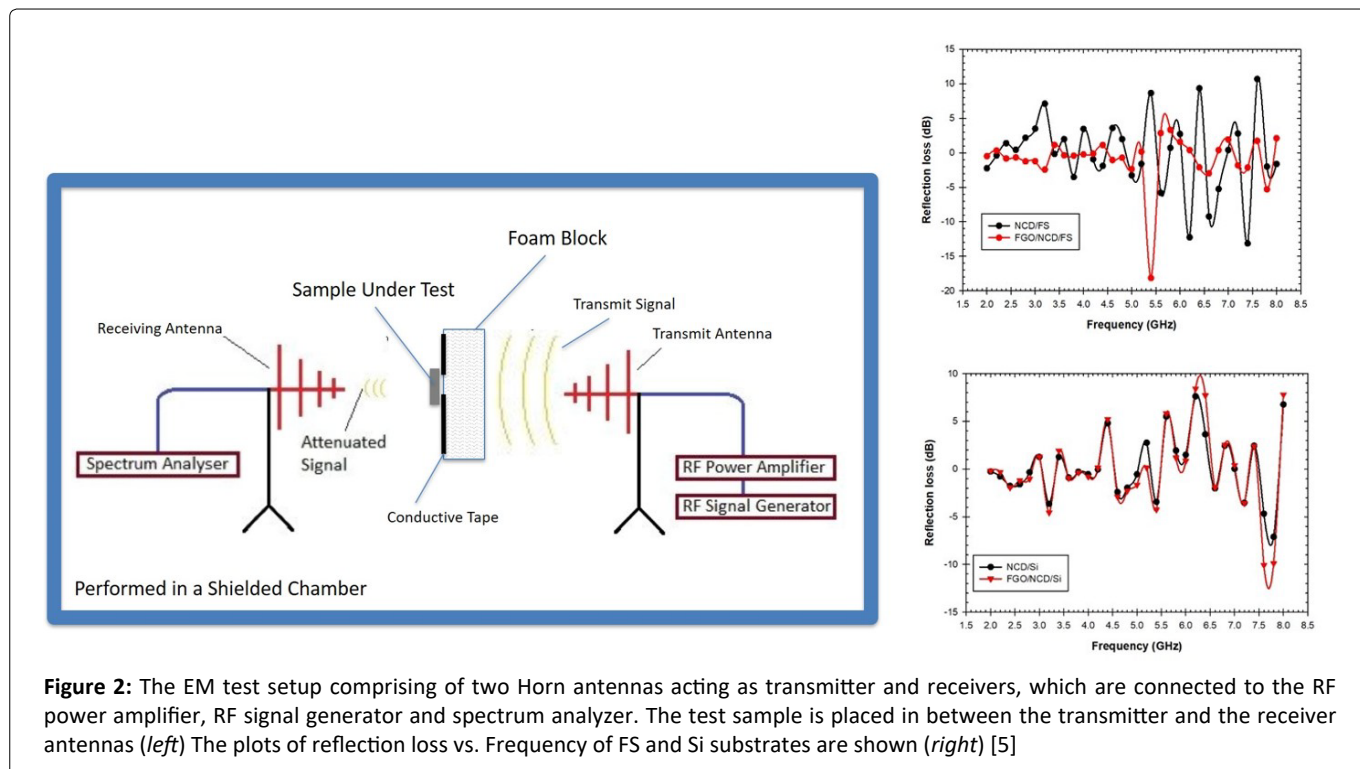 Foam Block
Sample Under Test
Transmit Signal
Receiving Antenna
Transmit Antenna
Attenuated
Signal
Spectrum Analyser
RF Power Amplifier
RF Signal Generator
Conductive Tape
Performed in a Shielded Chamber
15
10
5
0
-5
-10
-15
-20
Reflection loss (dB)
NCD/FS
FGO/NCD/FS
1.5 2.0 2.5 3.0 3.5 4.0 4.5 5.0 5.5 6.0 6.5 7.0 7.5 8.0 8.5
Frequency (GHz)
10
5
0
-5
-10
-15
Reflection loss (dB)
NCD/Si
FGO/NCD/Si
1.5 2.0 2.5 3.0 3.5 4.0 4.5 5.0 5.5 6.0 6.5 7.0 7.5 8.0 8.5
Frequency (GHz)
Figure 2: The EM test setup comprising of two Horn antennas acting as transmitter and receivers, which are connected to the RF
power amplifier, RF signal generator and spectrum analyzer. The test sample is placed in between the transmitter and the receiver
antennas (left) The plots of reflection loss vs. Frequency of FS and Si substrates are shown (right) [5]